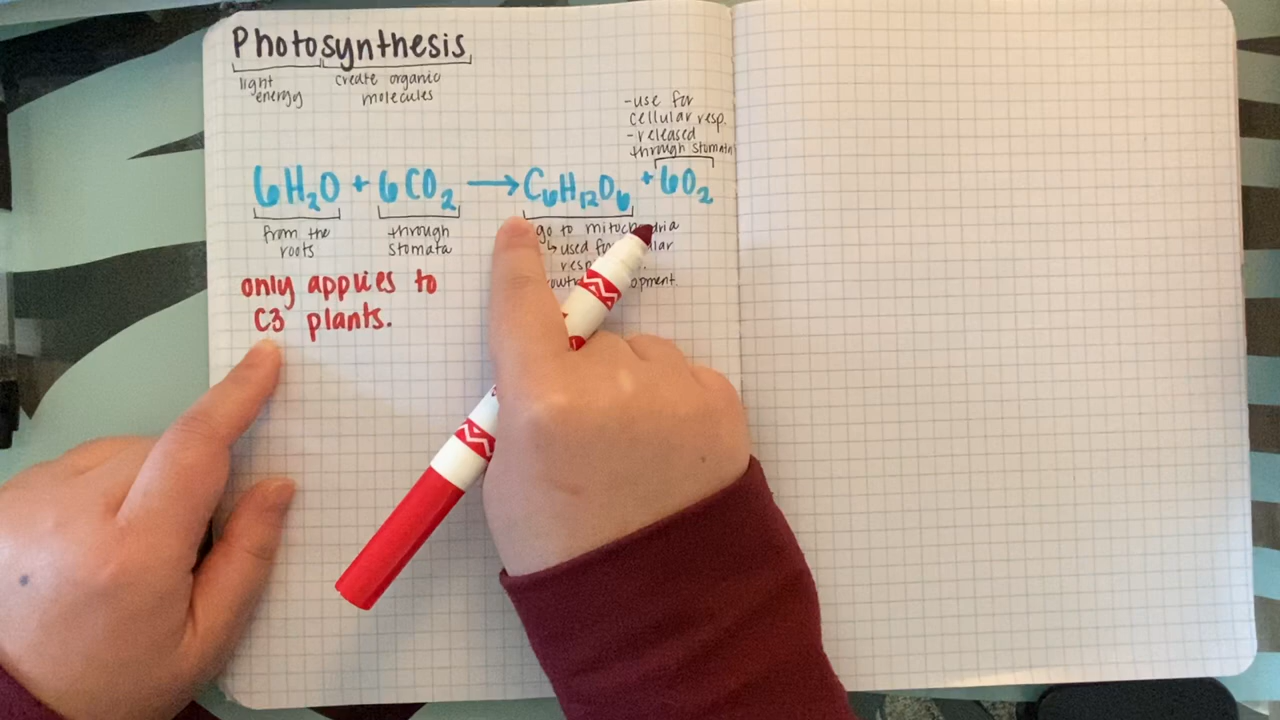 Photosynthesis
light energy
create organic molecules
-use for
cellular resp.
-released
through stomata
6H₂O + 6CO₂ → C₆H₁₂O₆ + 6O₂
from the
roots
through
stomata
go to
↳ used
only applies to
C3 plants.